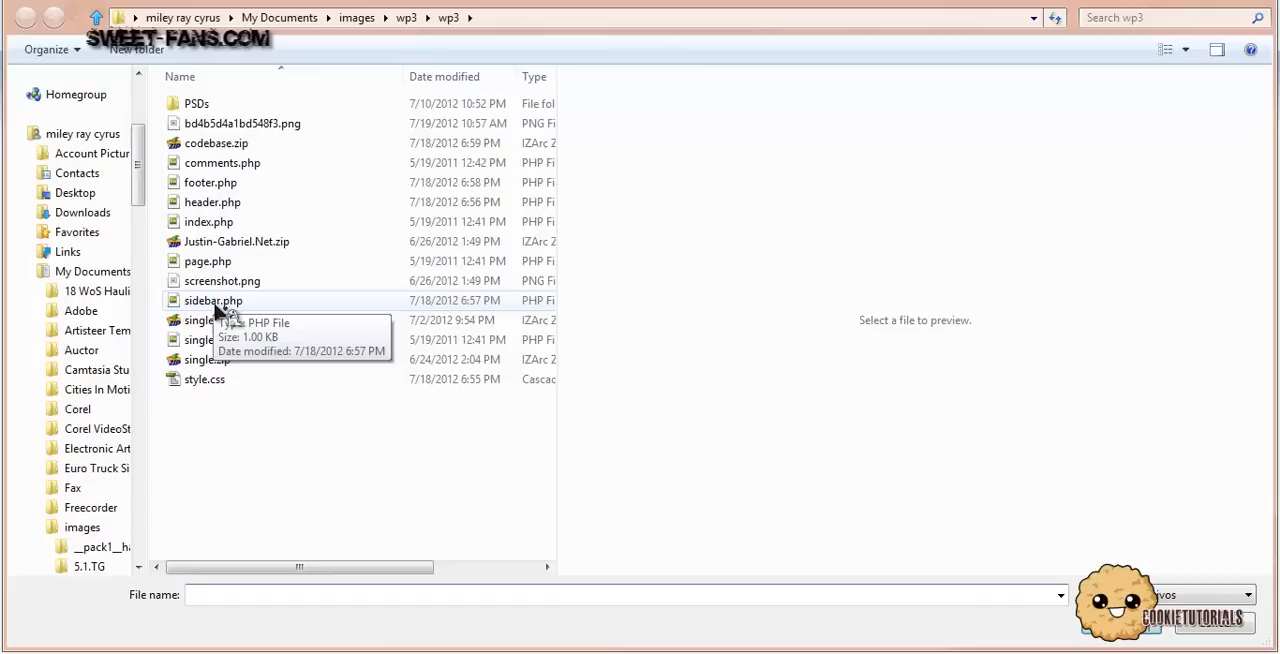 miley ray cyrus
My Documents
images
wp3
wp3
Search wp3
SWEET-FANS.COM
Organize
New folder
Name
Date modified
Type
Homegroup
miley ray cyrus
Account Pictur
Contacts
Desktop
Downloads
Favorites
Links
My Documents
18 WoS Hauli
Adobe
Artisteer Tem
Auctor
Camtasia Stu
Cities In Moti
Corel
Corel VideoSt
Electronic Art
Euro Truck Si
Fax
Freecorder
images
__pack1__ha
5.1.TG
PSDs 7/10/2012 10:52 PM File fol
bd4b5d4a1bd548f3.png 7/19/2012 10:57 AM PNG Fi
codebase.zip 7/18/2012 6:59 PM IZArc Z
comments.php 5/19/2011 12:42 PM PHP Fi
footer.php 7/18/2012 6:58 PM PHP Fi
header.php 7/18/2012 6:56 PM PHP Fi
index.php 5/19/2011 12:41 PM PHP Fi
Justin-Gabriel.Net.zip 6/26/2012 1:49 PM IZArc Z
page.php 5/19/2011 12:41 PM PHP Fi
screenshot.png 6/26/2012 1:49 PM PNG Fi
sidebar.php 7/18/2012 6:57 PM PHP Fi
7/2/2012 9:54 PM IZArc Z
5/19/2011 12:41 PM PHP Fi
single.zip 6/24/2012 2:04 PM IZArc Z
style.css 7/18/2012 6:55 PM Cascad
Type: PHP File
Size: 1.00 KB
Date modified: 7/18/2012 6:57 PM
Select a file to preview.
File name:
COOKIETUTORIALS